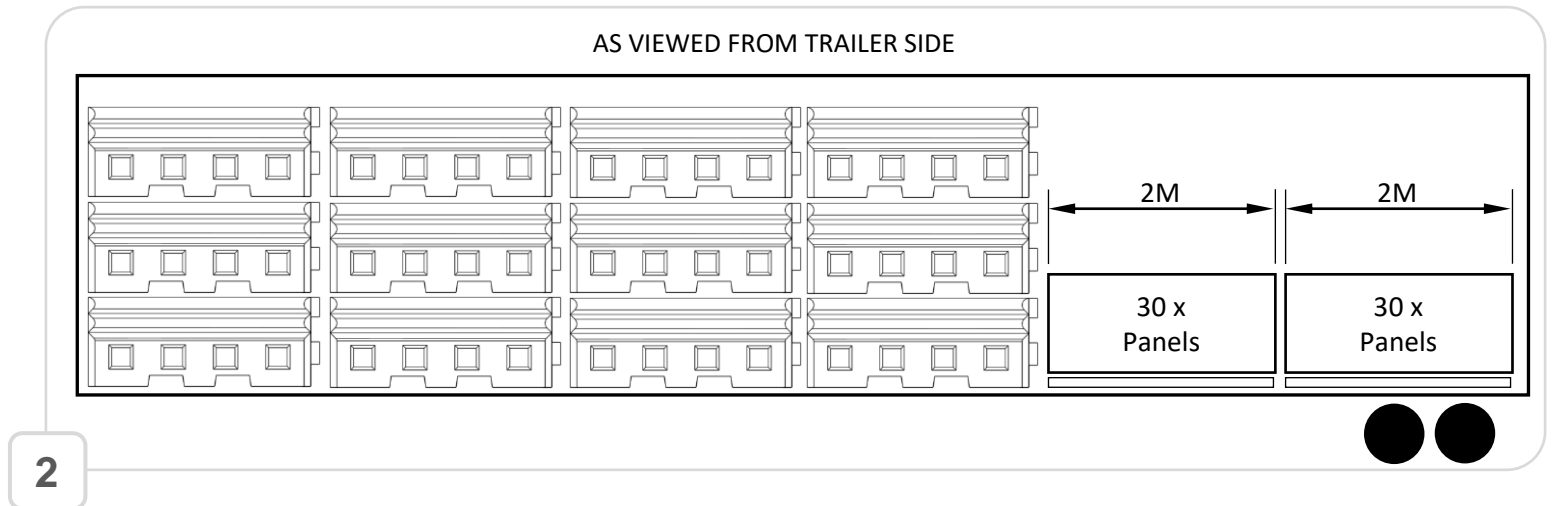 AS VIEWED FROM TRAILER SIDE
2M
2M
30 x
Panels
30 x
Panels
2